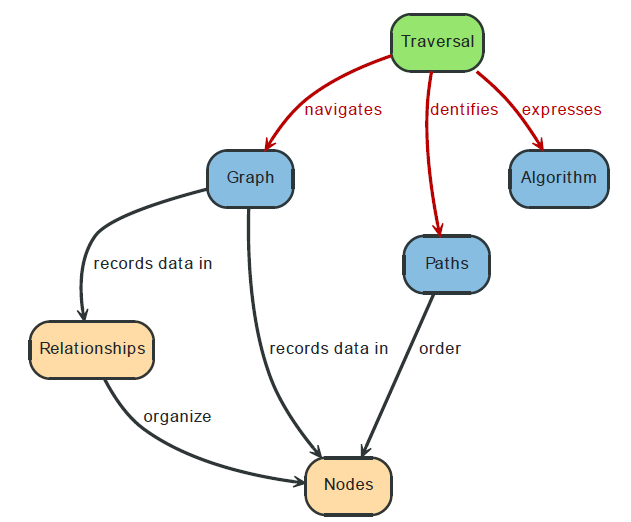 Traversal
navigates
dentifies
expresses
Graph
Algorithm
Paths
records data in
Relationships
records data in
order
organize
Nodes